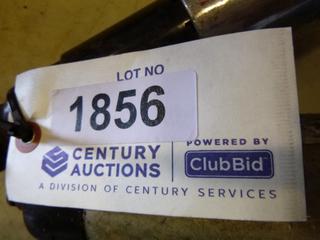 LOT NO
1856
CENTURY
AUCTIONS
POWERED BY
ClubBid
A DIVISION OF CENTURY SERVICES